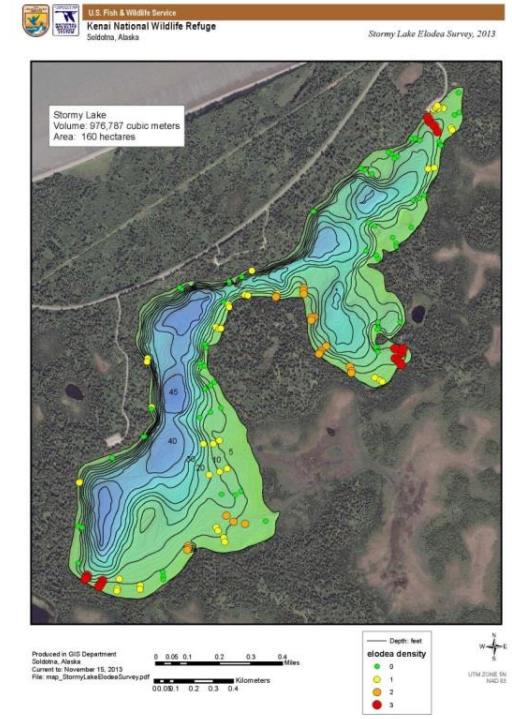 U.S. Fish & Wildlife Service
Kenai National Wildlife Refuge
Soldotna, Alaska
Stormy Lake Elodea Survey, 2013
Stormy Lake
Volume: 976,787 cubic meters
Area: 160 hectares
45
40
30
20
10
5
Produced in GIS Department
Soldotna, Alaska
Current to: November 15, 2013
File: map_StormyLakeElodeaSurvey.pdf
0 0.05 0.1 0.2 0.3 0.4
Miles
0 0.05 0.1 0.2 0.3 0.4
Kilometers
Depth: feet
elodea density
0
1
2
3
N
W E
S
UTM ZONE 5N
NAD 83